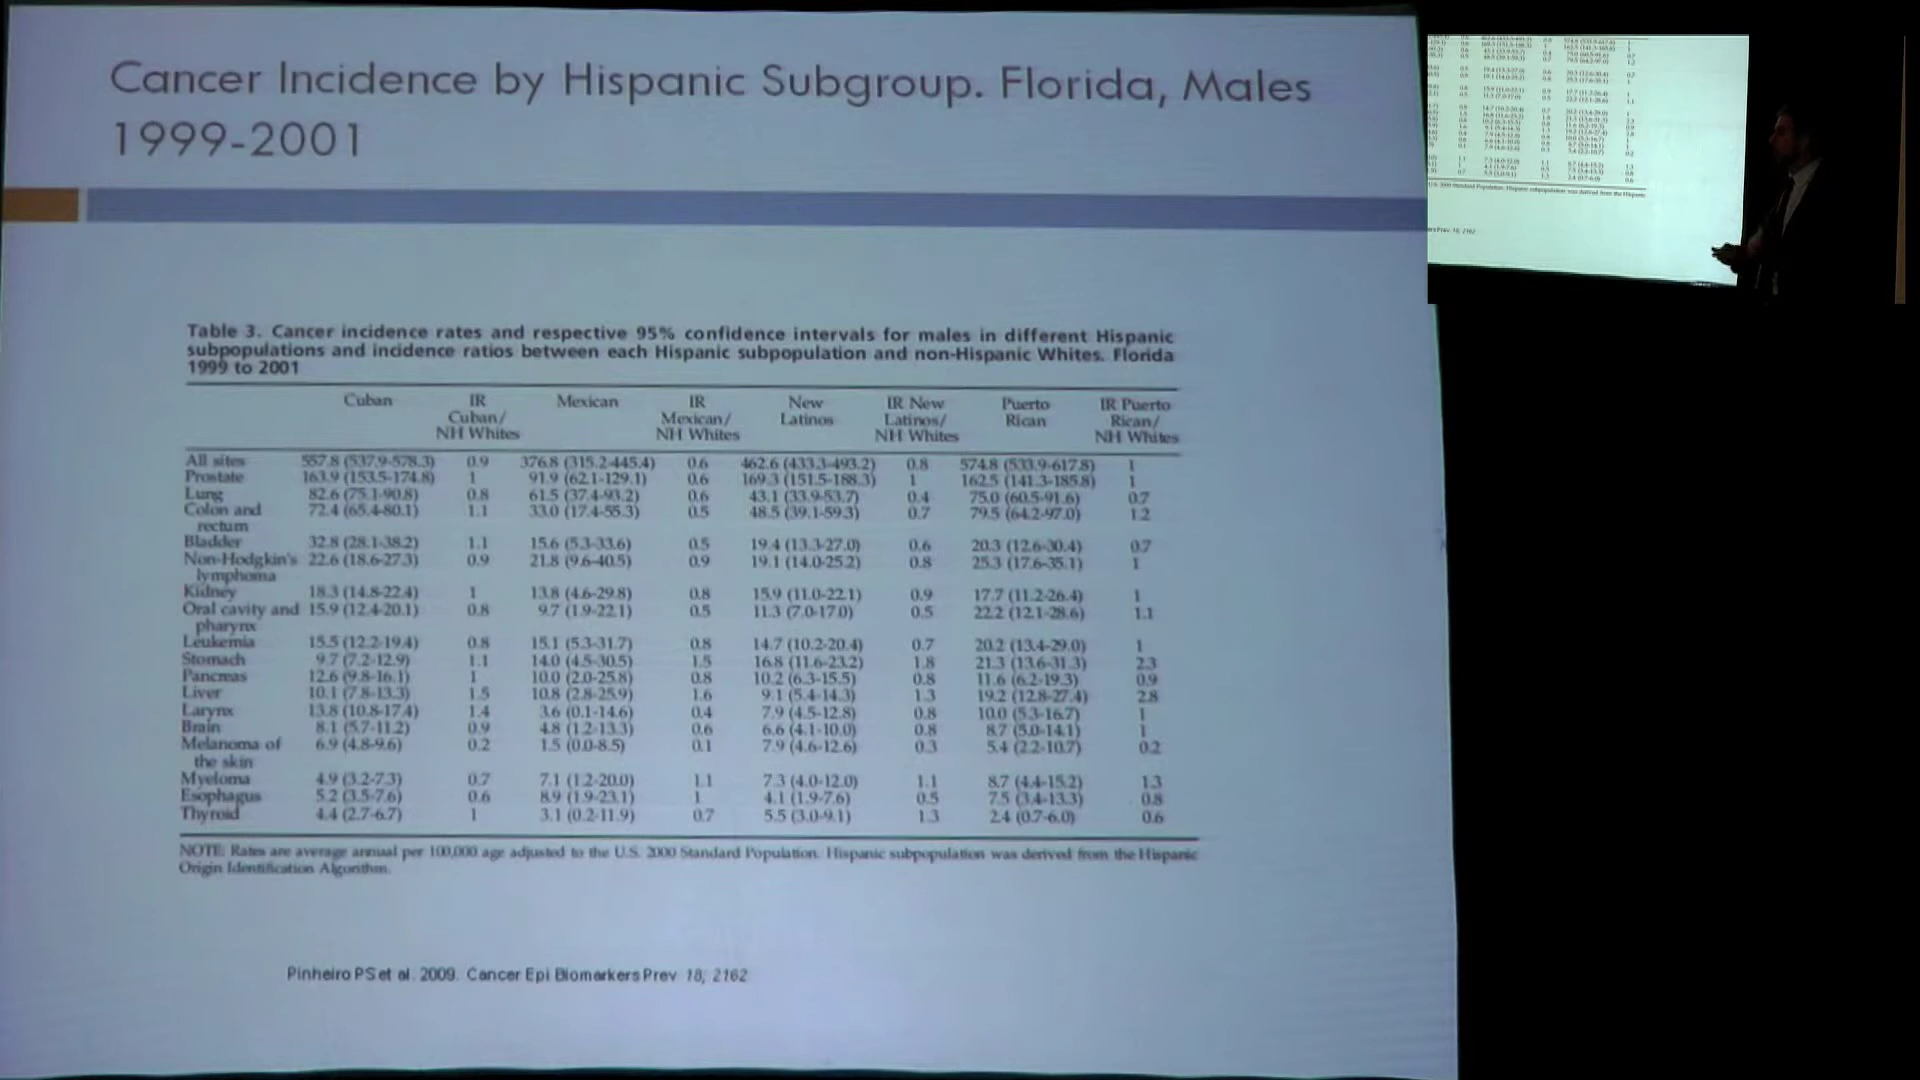 Cancer Incidence by Hispanic Subgroup. Florida, Males
1999-2001
Table 3. Cancer incidence rates and respective 95% confidence intervals for males in different Hispanic
subpopulations and incidence ratios between each Hispanic subpopulation and non-Hispanic Whites. Florida
1999 to 2001
Cuban IR Mexican IR New IR New Puerto IR Puerto
Cuban/ Mexican/ Latinos Latinos/ Rican Rican/
NH Whites NH Whites NH Whites NH Whites
All sites 557.8 (537.9-578.3) 0.9 376.8 (315.2-445.4) 0.6 462.6 (433.3-493.2) 0.8 574.8 (533.9-617.8) 1
Prostate 163.9 (153.5-174.8) 1 91.9 (62.1-129.1) 0.6 169.3 (151.5-188.3) 1 162.5 (141.3-185.8) 1
Lung 82.6 (75.1-90.8) 0.8 61.5 (37.4-93.2) 0.6 43.1 (33.9-53.7) 0.4 75.0 (60.5-91.6) 0.7
Colon and 72.4 (65.4-80.1) 1.1 33.0 (17.4-55.3) 0.5 48.5 (39.1-59.3) 0.7 79.5 (64.2-97.0) 1.2
rectum
Bladder 32.8 (28.1-38.2) 1.1 15.6 (5.3-33.6) 0.5 19.4 (13.3-27.0) 0.6 20.3 (12.6-30.4) 0.7
Non-Hodgkin's 22.6 (18.6-27.3) 0.9 21.8 (9.6-40.5) 0.9 19.1 (14.0-25.2) 0.8 25.3 (17.6-35.1) 1
lymphoma
Kidney 18.3 (14.8-22.4) 1 13.8 (4.6-29.8) 0.8 15.9 (11.0-22.1) 0.9 17.7 (11.2-26.4) 1
Oral cavity and 15.9 (12.4-20.1) 0.8 9.7 (1.9-22.1) 0.5 11.3 (7.0-17.0) 0.5 22.2 (12.1-28.6) 1.1
pharynx
Leukemia 15.5 (12.2-19.4) 0.8 15.1 (5.3-31.7) 0.8 14.7 (10.2-20.4) 0.7 20.2 (13.4-29.0) 1
Stomach 9.7 (7.2-12.9) 1.1 14.0 (4.5-30.5) 1.5 16.8 (11.6-23.2) 1.8 21.3 (13.6-31.3) 2.3
Pancreas 12.6 (9.8-16.1) 1 10.0 (2.0-25.8) 0.8 10.2 (6.3-15.5) 0.8 11.6 (6.2-19.3) 0.9
Liver 10.1 (7.8-13.3) 1.5 10.8 (2.8-25.9) 1.6 9.1 (5.4-14.3) 1.3 19.2 (12.8-27.4) 2.8
Larynx 13.8 (10.8-17.4) 1.4 3.6 (0.1-14.6) 0.4 7.9 (4.5-12.8) 0.8 10.0 (5.3-16.7) 1
Brain 8.1 (5.7-11.2) 0.9 4.8 (1.2-13.3) 0.6 6.6 (4.1-10.0) 0.8 8.7 (5.0-14.1) 1
Melanoma of 6.9 (4.8-9.6) 0.2 1.5 (0.0-8.5) 0.1 7.9 (4.6-12.6) 0.3 5.4 (2.2-10.7) 0.2
the skin
Myeloma 4.9 (3.2-7.3) 0.7 7.1 (1.2-20.0) 1.1 7.3 (4.0-12.0) 1.1 8.7 (4.4-15.2) 1.3
Esophagus 5.2 (3.5-7.6) 0.6 8.9 (1.9-23.1) 1 4.1 (1.9-7.6) 0.5 7.5 (3.4-13.3) 0.8
Thyroid 4.4 (2.7-6.7) 1 3.1 (0.2-11.9) 0.7 5.5 (3.0-9.1) 1.3 2.4 (0.7-6.0) 0.6
NOTE: Rates are average annual per 100,000 age adjusted to the U.S. 2000 Standard Population. Hispanic subpopulation was derived from the Hispanic
Origin Identification Algorithm.
Pinheiro PS et al. 2009. Cancer Epi Biomarkers Prev 18, 2162